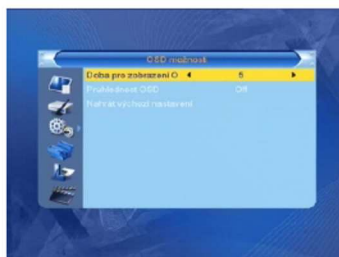 OSD možnosti
Doba pro zobrazení O 5
Průhlednost OSD Off
Nahrát výchozí nastavení